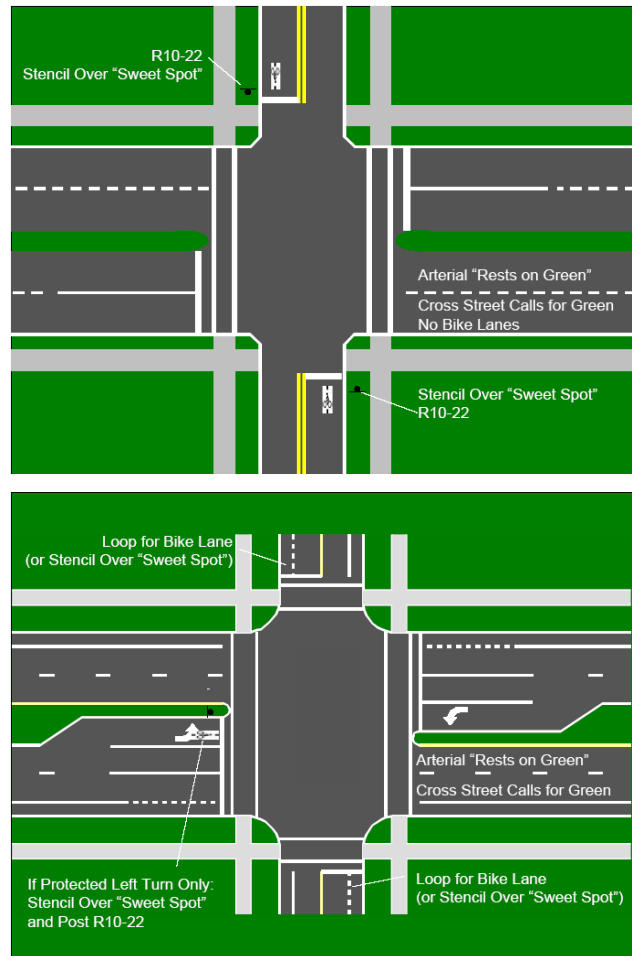 R10-22
Stencil Over “Sweet Spot”
Arterial “Rests on Green”
Cross Street Calls for Green
No Bike Lanes
Stencil Over “Sweet Spot”
R10-22
Loop for Bike Lane
(or Stencil Over “Sweet Spot”)
Arterial “Rests on Green”
Cross Street Calls for Green
If Protected Left Turn Only:
Stencil Over “Sweet Spot”
and Post R10-22
Loop for Bike Lane
(or Stencil Over “Sweet Spot”)